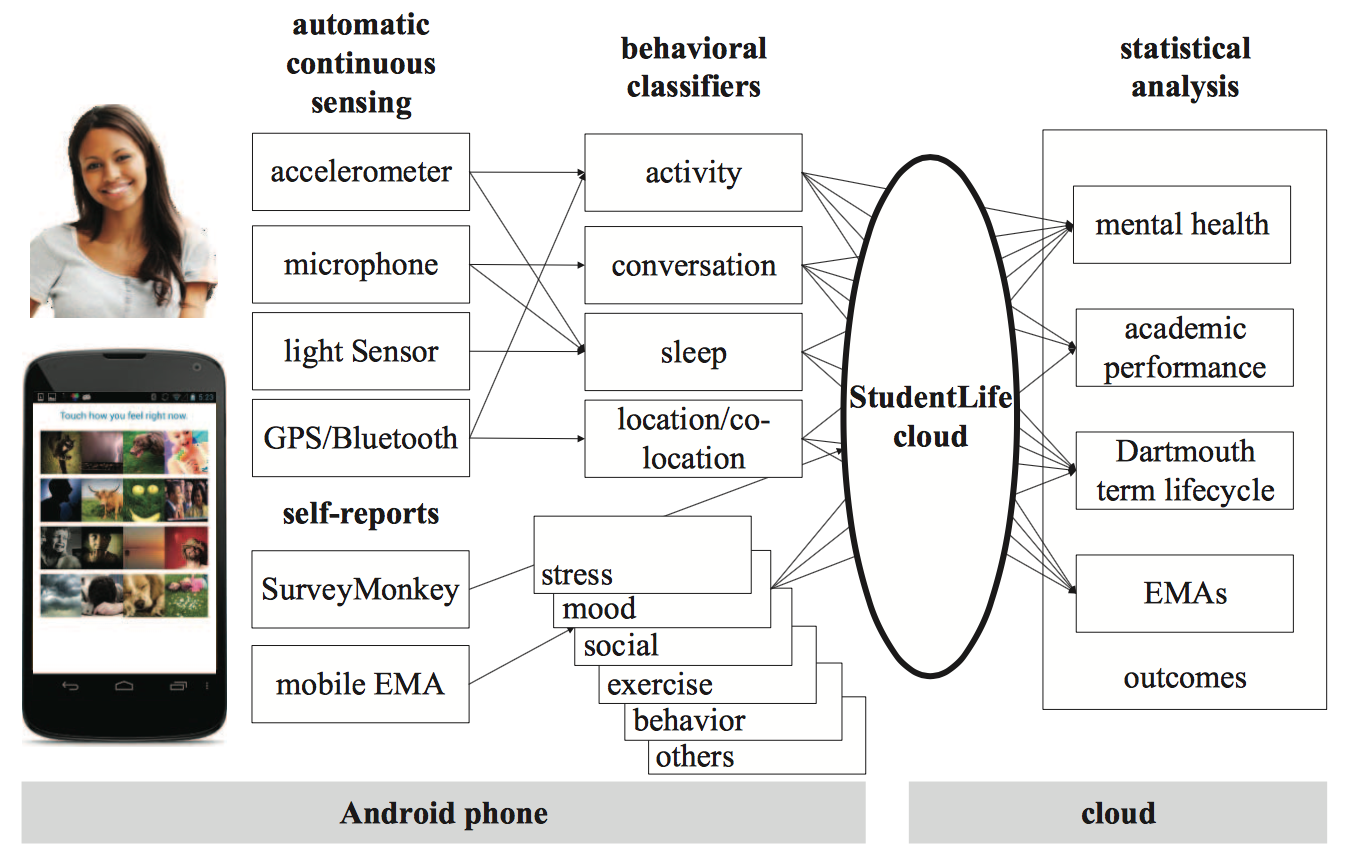 automatic
continuous
sensing
behavioral
classifiers
statistical
analysis
accelerometer
activity
mental health
microphone
conversation
light Sensor
sleep
academic
performance
GPS/Bluetooth
location/co-
location
StudentLife
cloud
5:23
Touch how you feel right now.
self-reports
Dartmouth
term lifecycle
SurveyMonkey
stress
mood
EMAs
social
mobile EMA
exercise
outcomes
behavior
others
Android phone
cloud